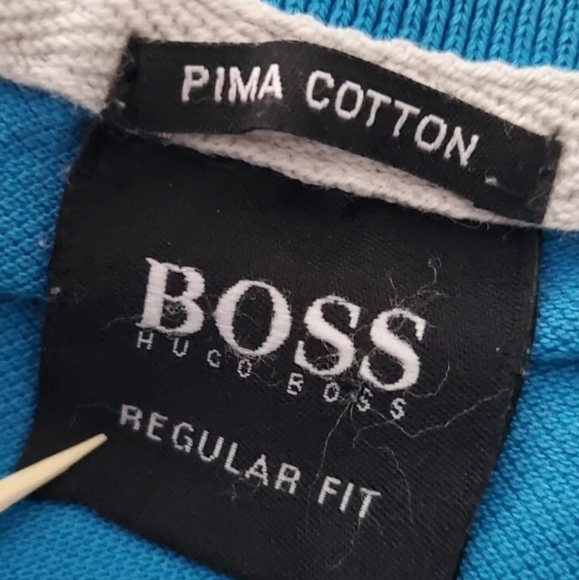 PIMA COTTON
BOSS
HUGO BOSS
REGULAR FIT